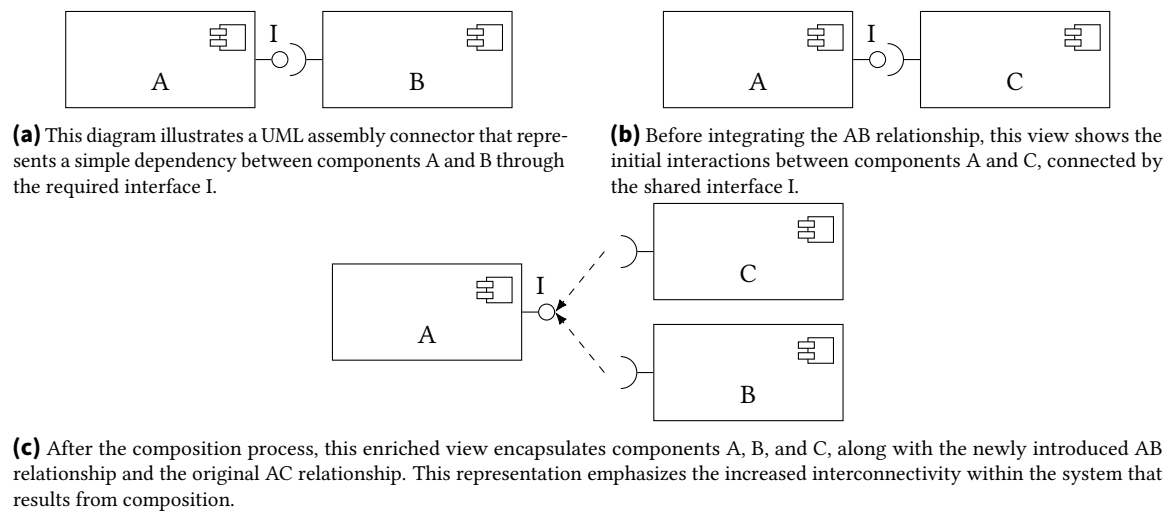 I I
A B A C
(a) This diagram illustrates a UML assembly connector that repre-
sents a simple dependency between components A and B through
the required interface I.
(b) Before integrating the AB relationship, this view shows the
initial interactions between components A and C, connected by
the shared interface I.
C
I
A
B
(c) After the composition process, this enriched view encapsulates components A, B, and C, along with the newly introduced AB
relationship and the original AC relationship. This representation emphasizes the increased interconnectivity within the system that
results from composition.